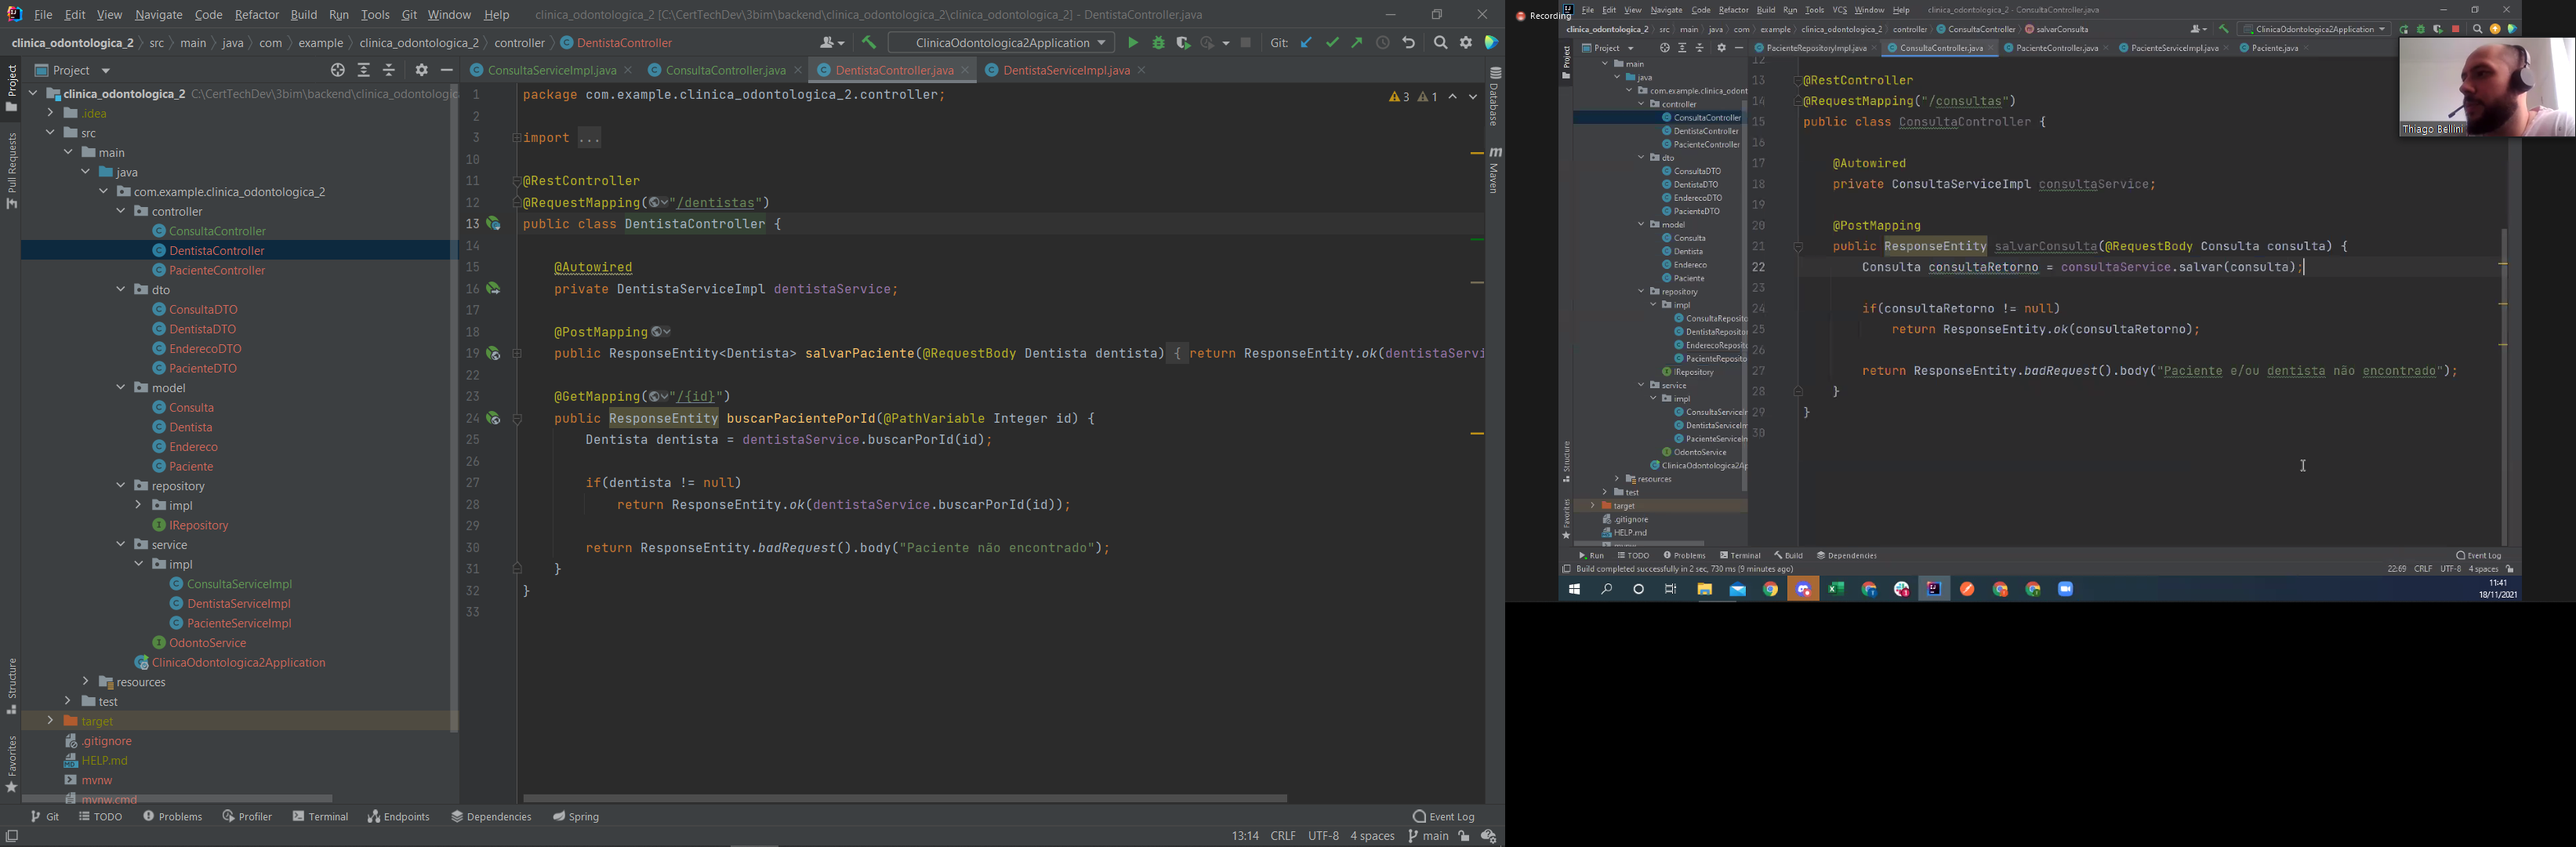 File Edit View Navigate Code Refactor Build Run Tools Git Window Help clinica_odontologica_2 [C:\CertTechDev\3bim\backend\clinica_odontologica_2\clinica_odontologica_2] - DentistaController.java
clinica_odontologica_2 src main java com example clinica_odontologica_2 controller DentistaController ClinicaOdontologica2Application Git:
Project
ConsultaServiceImpl.java ConsultaController.java DentistaController.java DentistaServiceImpl.java
Project
Pull Requests
Structure
Favorites
clinica_odontologica_2 C:\CertTechDev\3bim\backend\clinica_odontologic
.idea
src
main
java
com.example.clinica_odontologica_2
controller
ConsultaController
DentistaController
PacienteController
dto
ConsultaDTO
DentistaDTO
EnderecoDTO
PacienteDTO
model
Consulta
Dentista
Endereco
Paciente
repository
impl
IRepository
service
impl
ConsultaServiceImpl
DentistaServiceImpl
PacienteServiceImpl
OdontoService
ClinicaOdontologica2Application
resources
test
target
.gitignore
HELP.md
mvnw
mvnw.cmd
3 1
1 package com.example.clinica_odontologica_2.controller;
2
3 import ...
10
11 @RestController
12 @RequestMapping("/dentistas")
13 public class DentistaController {
14
15 @Autowired
16 private DentistaServiceImpl dentistaService;
17
18 @PostMapping
19 public ResponseEntity<Dentista> salvarPaciente(@RequestBody Dentista dentista) { return ResponseEntity.ok(dentistaServi
22
23 @GetMapping("/{id}")
24 public ResponseEntity buscarPacientePorId(@PathVariable Integer id) {
25 Dentista dentista = dentistaService.buscarPorId(id);
26
27 if(dentista != null)
28 return ResponseEntity.ok(dentistaService.buscarPorId(id));
29
30 return ResponseEntity.badRequest().body("Paciente não encontrado");
31 }
32 }
33
Database
Maven
Git TODO Problems Profiler Terminal Endpoints Dependencies Spring Event Log
13:14 CRLF UTF-8 4 spaces main
Recording
File Edit View Navigate Code Refactor Build Run Tools VCS Window Help clinica_odontologica_2 - ConsultaController.java
clinica_odontologica_2 src main java com example clinica_odontologica_2 controller ConsultaController salvarConsulta ClinicaOdontologica2Application
Project
PacienteRepositoryImpl.java ConsultaController.java PacienteController.java PacienteServiceImpl.java Paciente.java
Project
Structure
Favorites
main
java
com.example.clinica_odont
controller
ConsultaController
DentistaController
PacienteController
dto
ConsultaDTO
DentistaDTO
EnderecoDTO
PacienteDTO
model
Consulta
Dentista
Endereco
Paciente
repository
impl
ConsultaReposito
DentistaReposito
EnderecoReposito
PacienteReposito
IRepository
service
impl
ConsultaServiceIm
DentistaServiceIm
PacienteServiceIm
OdontoService
ClinicaOdontologica2Ap
resources
test
target
.gitignore
HELP.md
12
13 @RestController
14 @RequestMapping("/consultas")
15 public class ConsultaController {
16
17 @Autowired
18 private ConsultaServiceImpl consultaService;
19
20 @PostMapping
21 public ResponseEntity salvarConsulta(@RequestBody Consulta consulta) {
22 Consulta consultaRetorno = consultaService.salvar(consulta);
23
24 if(consultaRetorno != null)
25 return ResponseEntity.ok(consultaRetorno);
26
27 return ResponseEntity.badRequest().body("Paciente e/ou dentista não encontrado");
28 }
29 }
30
Thiago Bellini
Run TODO Problems Terminal Build Dependencies Event Log
Build completed successfully in 2 sec, 730 ms (9 minutes ago) 22:69 CRLF UTF-8 4 spaces
11:41
18/11/2021